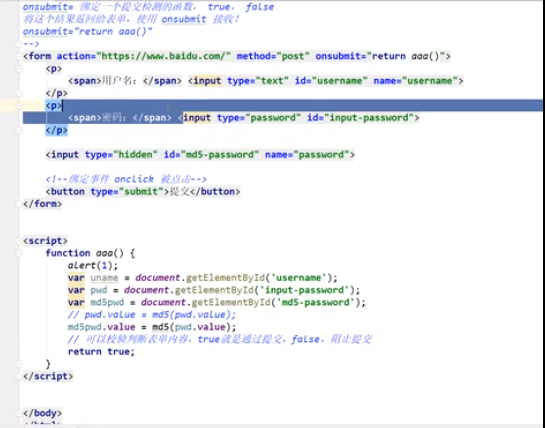 onsubmit= 绑定一个提交检测的函数, true, false
将这个结果返回给表单, 使用 onsubmit 接收!
onsubmit="return aaa()"
-->
<form action="https://www.baidu.com/" method="post" onsubmit="return aaa()">
<p>
<span>用户名: </span> <input type="text" id="username" name="username">
</p>
<p>
<span>密码: </span> <input type="password" id="input-password">
</p>
<input type="hidden" id="md5-password" name="password">
<!--绑定事件 onclick 被点击-->
<button type="submit">提交</button>
</form>
<script>
function aaa() {
alert(1);
var uname = document.getElementById('username');
var pwd = document.getElementById('input-password');
var md5pwd = document.getElementById('md5-password');
// pwd.value = md5(pwd.value);
md5pwd.value = md5(pwd.value);
// 可以校验判断表单内容, true就是通过提交, false, 阻止提交
return true;
}
</script>
</body>